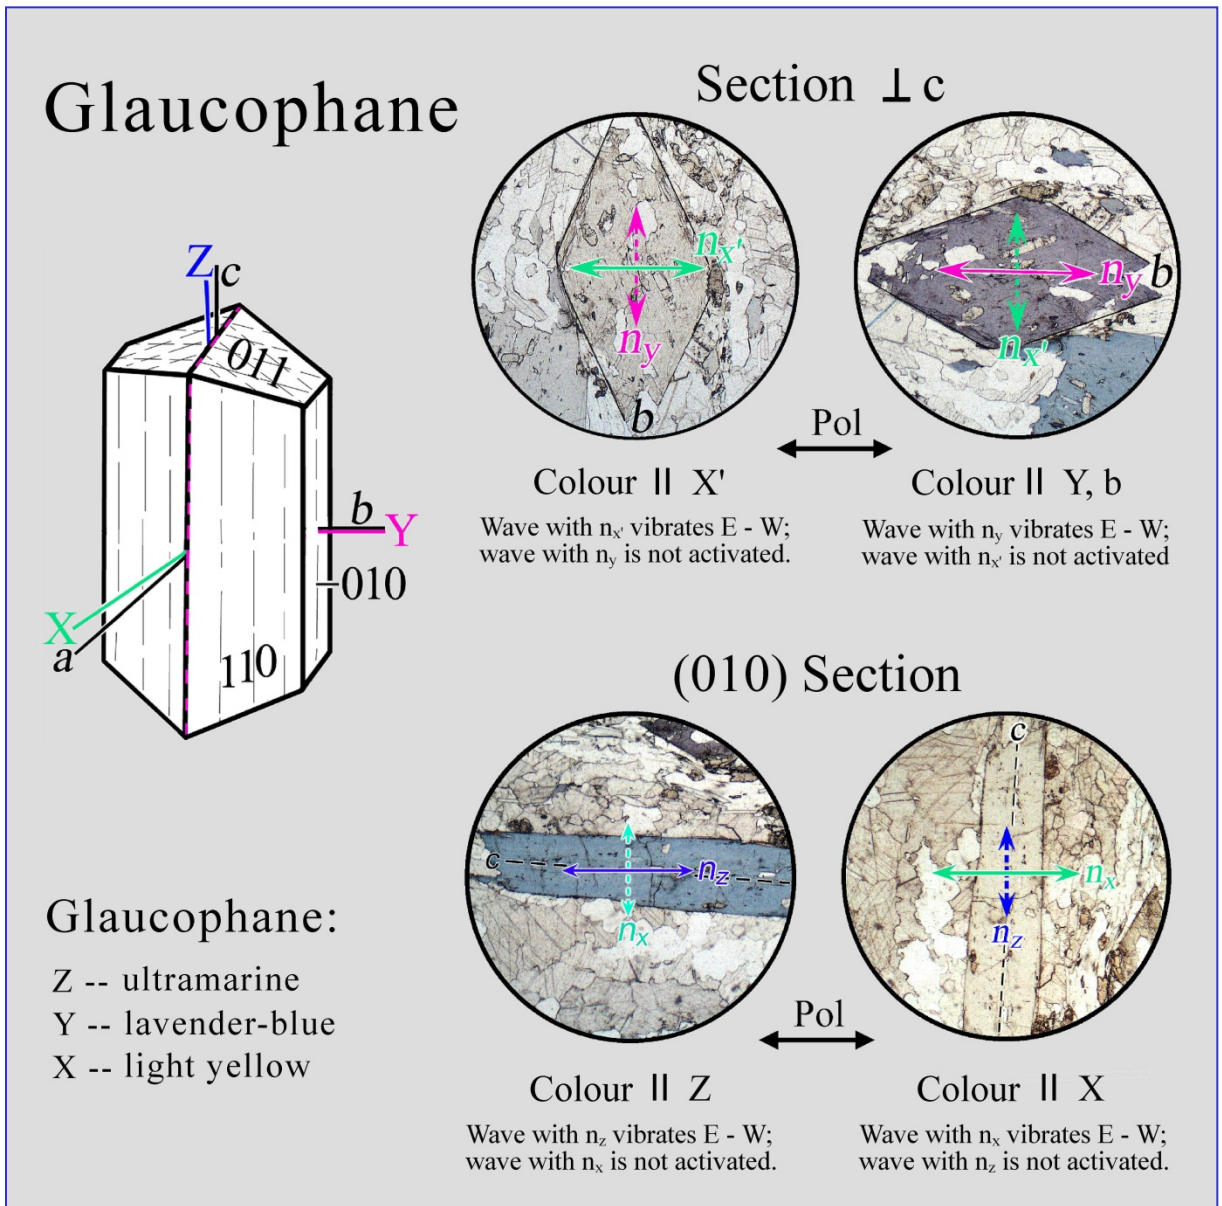 Glaucophane
Z
c
011
b
Y
010
X
a
110
Glaucophane:
Z -- ultramarine
Y -- lavender-blue
X -- light yellow
Section ⊥ c
nx'
ny
b
ny
b
nx'
Pol
Colour || X'
Wave with nx' vibrates E - W;
wave with ny is not activated.
Colour || Y, b
Wave with ny vibrates E - W;
wave with nx' is not activated
(010) Section
c
nz
nx
c
nx
nz
Pol
Colour || Z
Wave with nz vibrates E - W;
wave with nx is not activated.
Colour || X
Wave with nx vibrates E - W;
wave with nz is not activated.